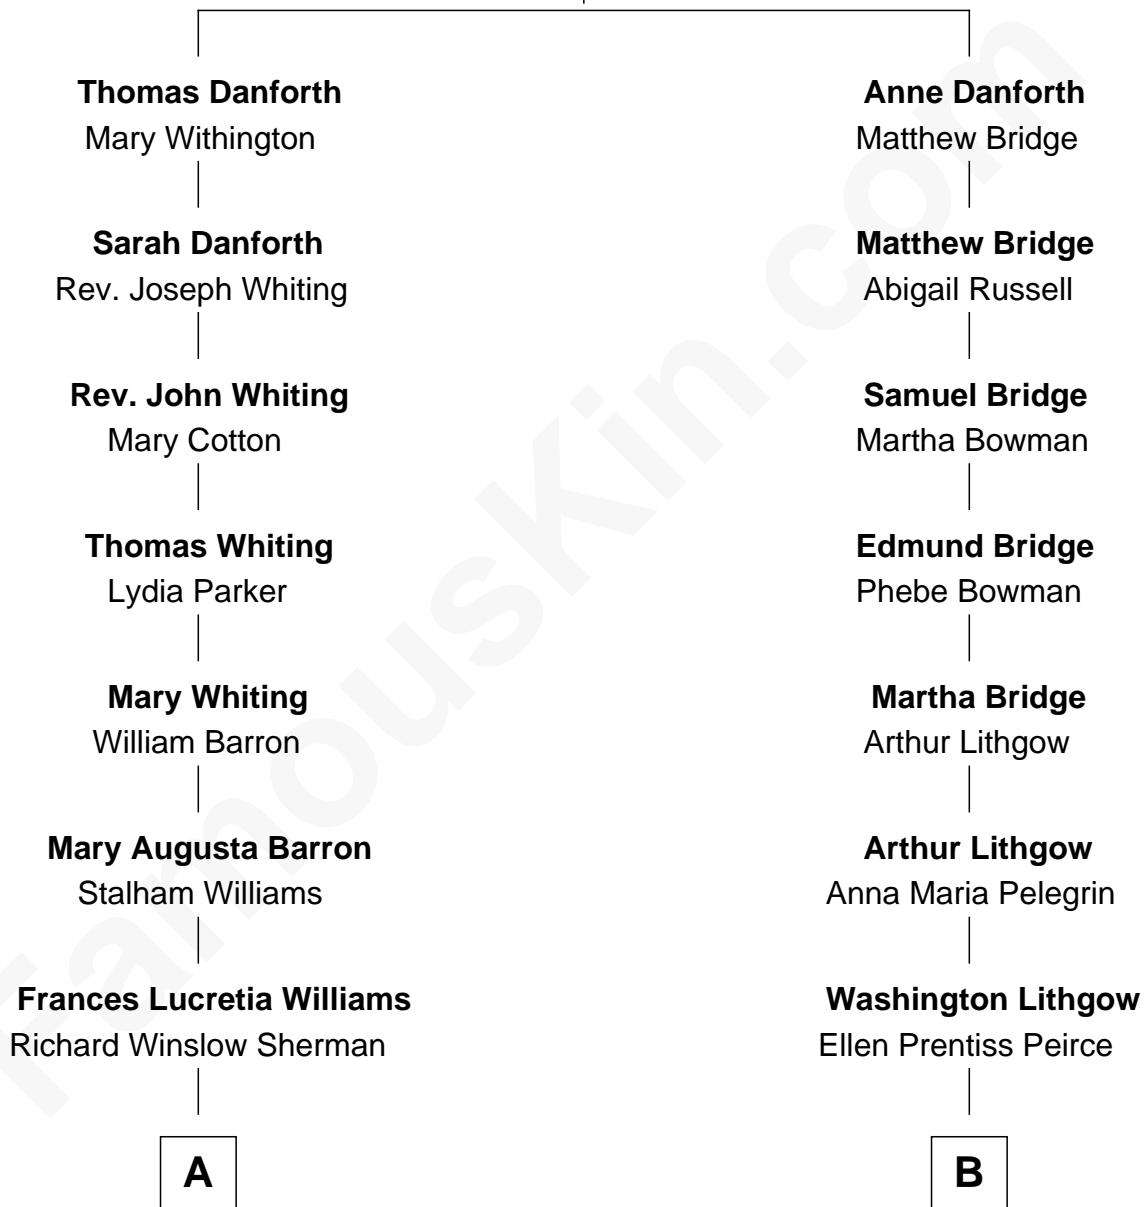 Thomas Danforth
Mary Withington
Anne Danforth
Matthew Bridge
Sarah Danforth
Rev. Joseph Whiting
Matthew Bridge
Abigail Russell
Rev. John Whiting
Mary Cotton
Samuel Bridge
Martha Bowman
Thomas Whiting
Lydia Parker
Edmund Bridge
Phebe Bowman
Mary Whiting
William Barron
Martha Bridge
Arthur Lithgow
Mary Augusta Barron
Stalham Williams
Arthur Lithgow
Anna Maria Pelegrin
Frances Lucretia Williams
Richard Winslow Sherman
Washington Lithgow
Ellen Prentiss Peirce
A
B
FamousKin.com